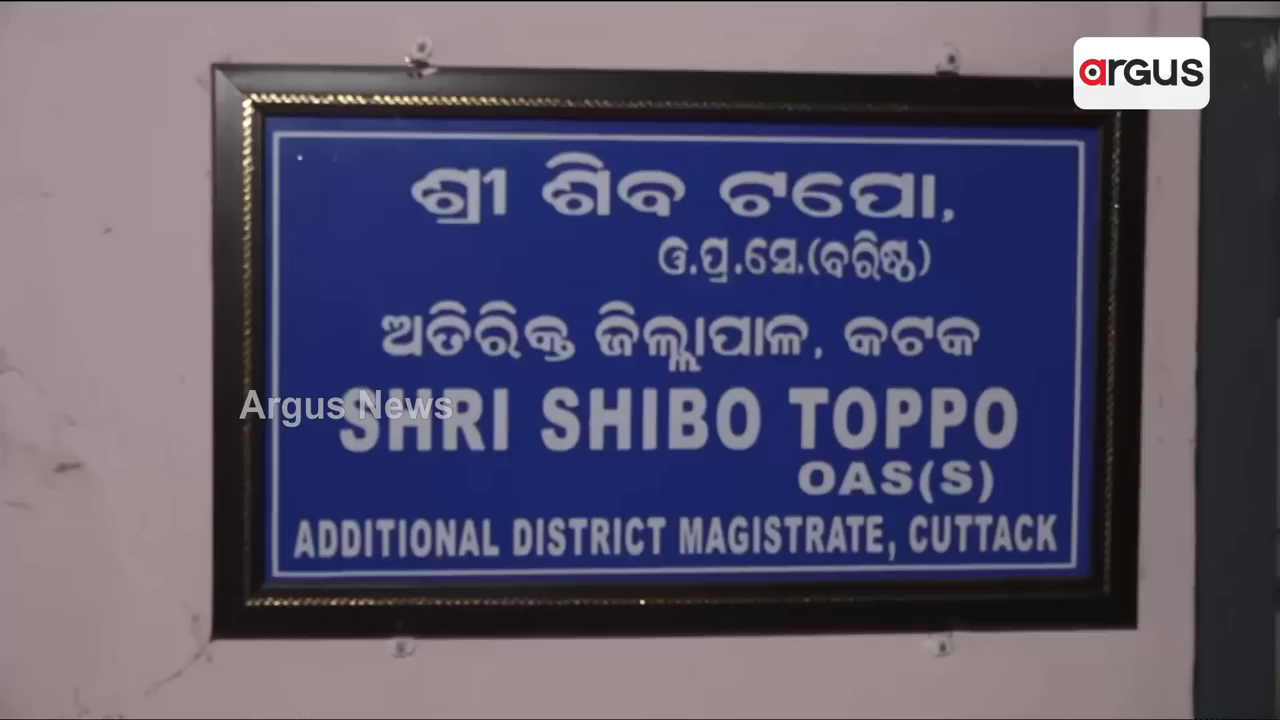 argus
ଶ୍ରୀ ଶିବ ଟପୋ,
ଓ.ପ୍ର.ସେ.(ବରିଷ୍ଠ)
ଅତିରିକ୍ତ ଜିଲ୍ଲାପାଳ, କଟକ
Argus News
SHRI SHIBO TOPPO
OAS(S)
ADDITIONAL DISTRICT MAGISTRATE, CUTTACK